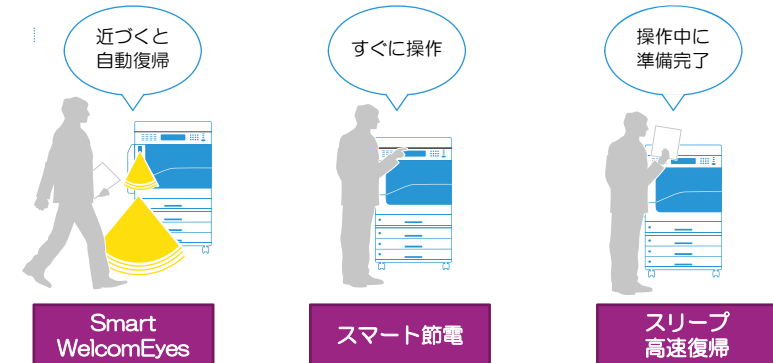 近づくと
自動復帰
すぐに操作
操作中に
準備完了
Smart
WelcomEyes
スマート節電
スリープ
高速復帰